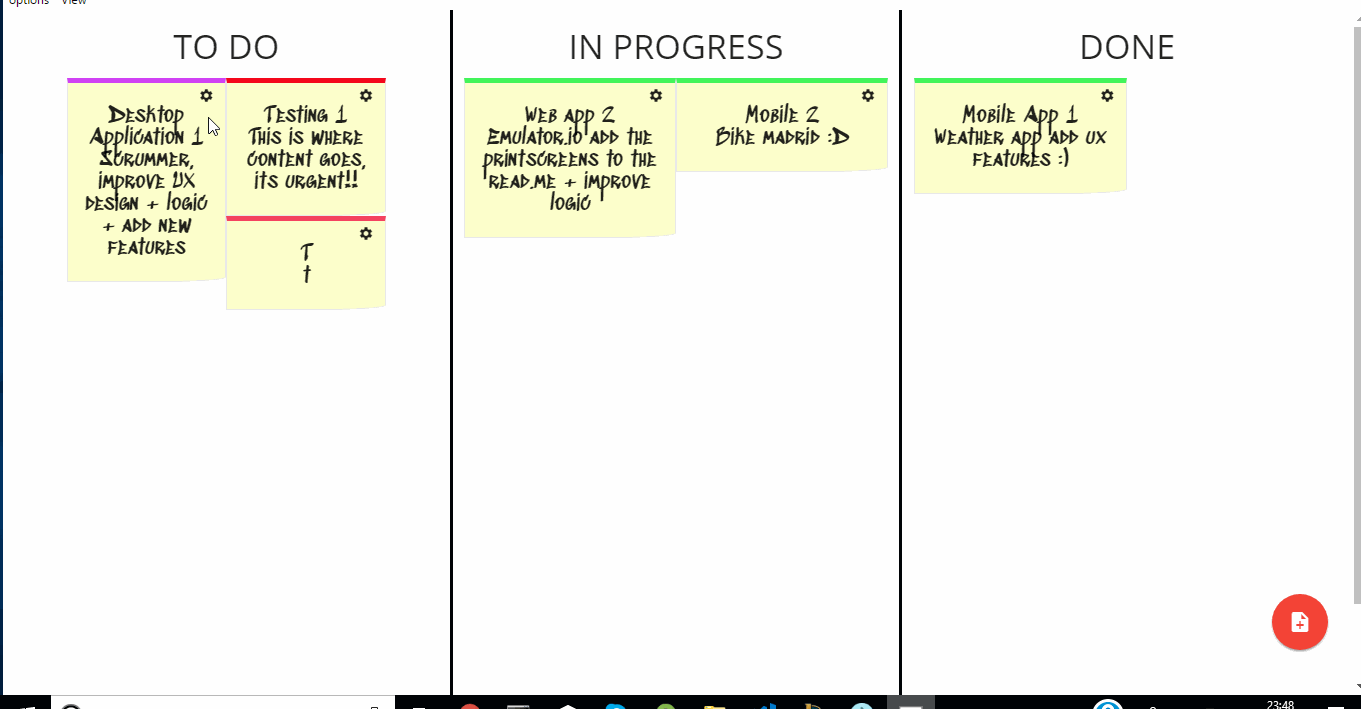 Options View
TO DO
Desktop
Application 1
Scrummer,
improve UX
design + logic
+ add new
features
Testing 1
This is where
content goes,
its urgent!!
T
t
IN PROGRESS
Web app 2
Emulator.io add the
printscreens to the
read.me + improve
logic
Mobile 2
Bike madrid :D
DONE
Mobile App 1
Weather app add ux
features :)
23:48